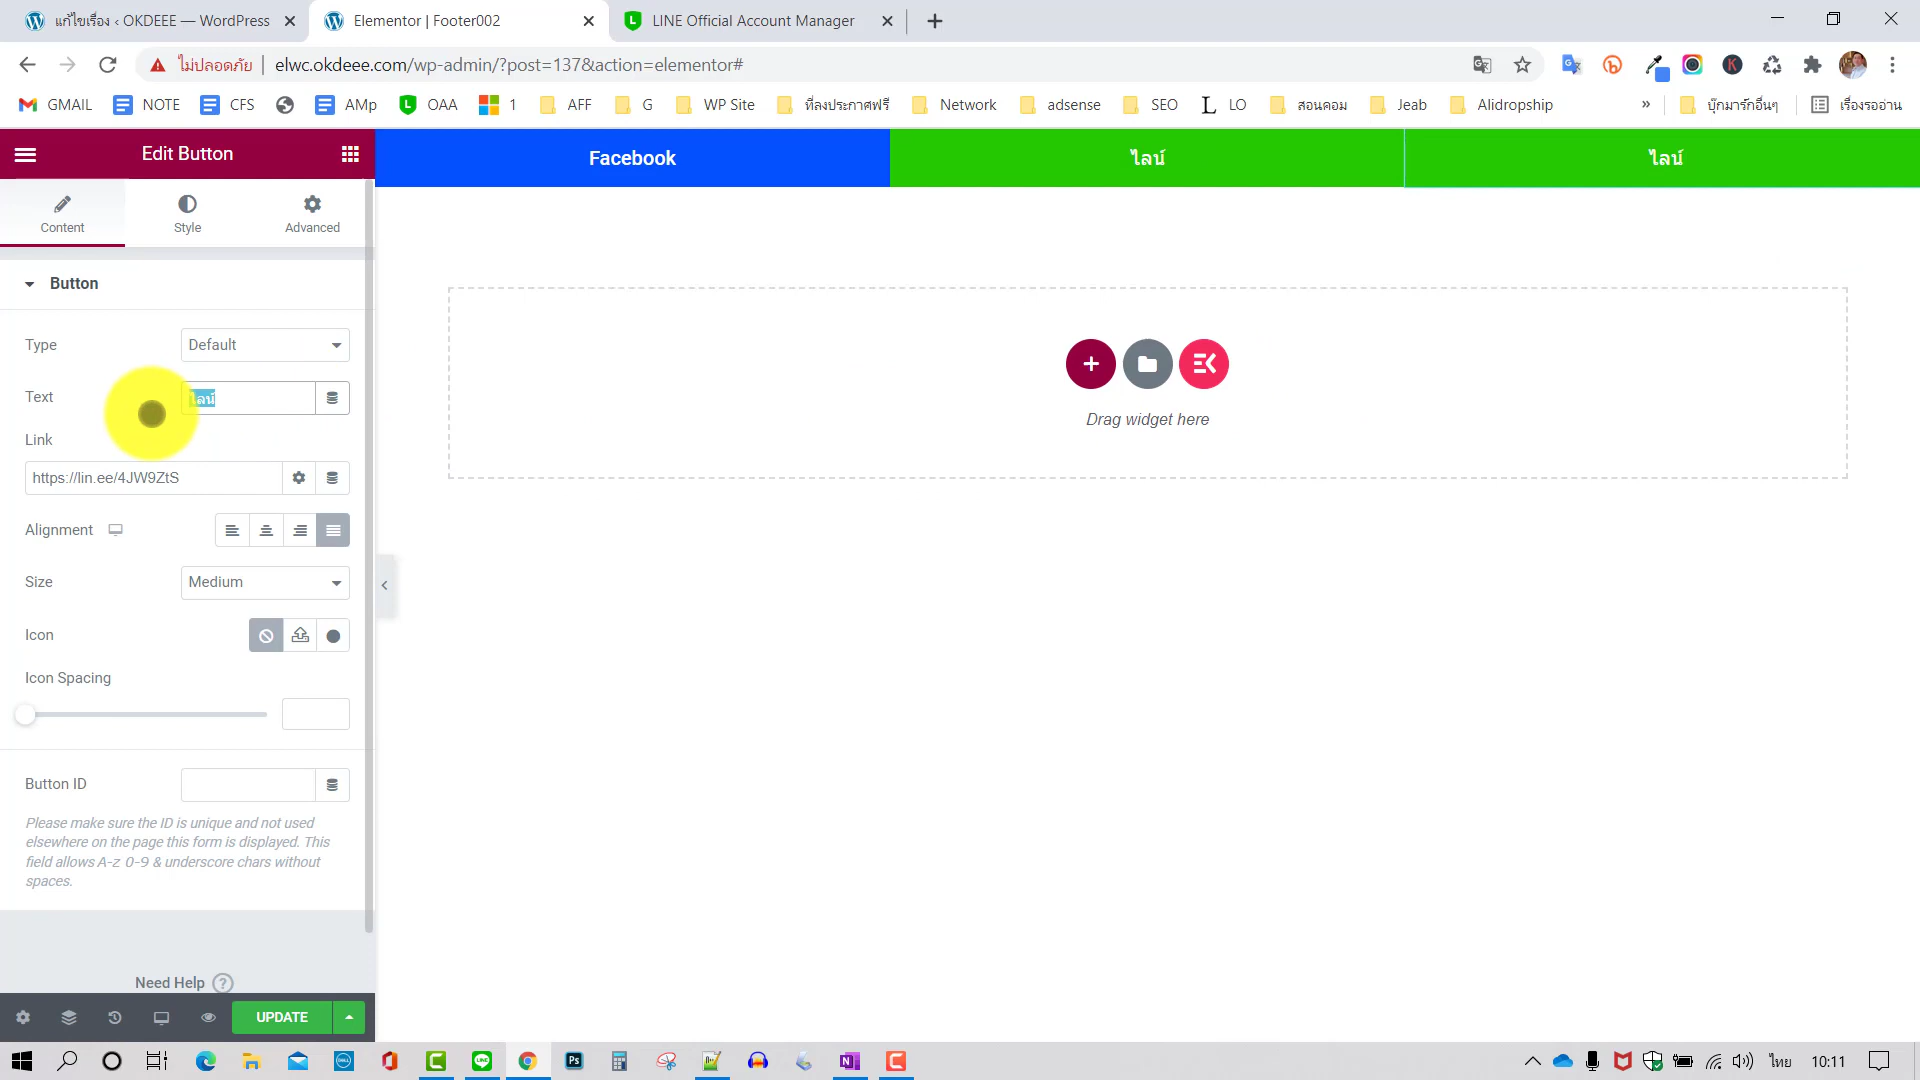 แก้ไขเรื่อง ‹ OKDEEE — WordPress
Elementor | Footer002
LINE Official Account Manager
ไม่ปลอดภัย
elwc.okdeee.com/wp-admin/?post=137&action=elementor#
GMAIL
NOTE
CFS
AMp
OAA
1
AFF
G
WP Site
ที่ลงประกาศฟรี
Network
adsense
SEO
LO
สอนคอม
Jeab
Alidropship
»
บุ๊กมาร์กอื่นๆ
เรื่องรออ่าน
Edit Button
Facebook
ไลน์
ไลน์
Content
Style
Advanced
Button
Type
Default
Text
ไลน์
Link
https://lin.ee/4JW9ZtS
Alignment
Size
Medium
Icon
Icon Spacing
Button ID
Please make sure the ID is unique and not used
elsewhere on the page this form is displayed. This
field allows A-z 0-9 & underscore chars without
spaces.
Drag widget here
Need Help ?
UPDATE
ไทย
10:11